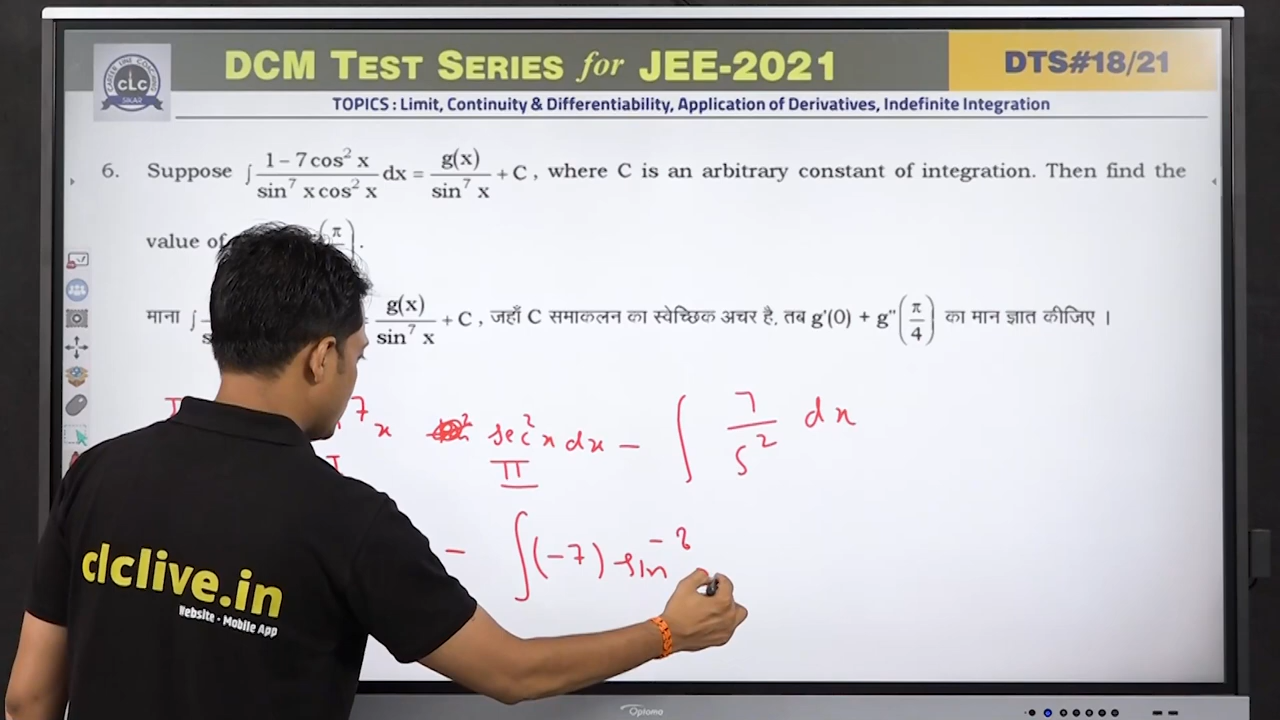 DCM TEST SERIES for JEE-2021
DTS#18/21
CLC
SIKAR
TOPICS : Limit, Continuity & Differentiability, Application of Derivatives, Indefinite Integration
6. Suppose ∫ (1 – 7 cos² x)/(sin⁷ x cos² x) dx = g(x)/(sin⁷ x) + C, where C is an arbitrary constant of integration. Then find the
value of (π
माना ∫ g(x)/(sin⁷ x) + C, जहाँ C समाकलन का स्वेच्छिक अचर है, तब g'(0) + g"(π/4) का मान ज्ञात कीजिए ।
7 x sec² x dx – ∫ 7/s² dx
II
– ∫ (–7) sin
clclive.in
Website - Mobile App
Optoma